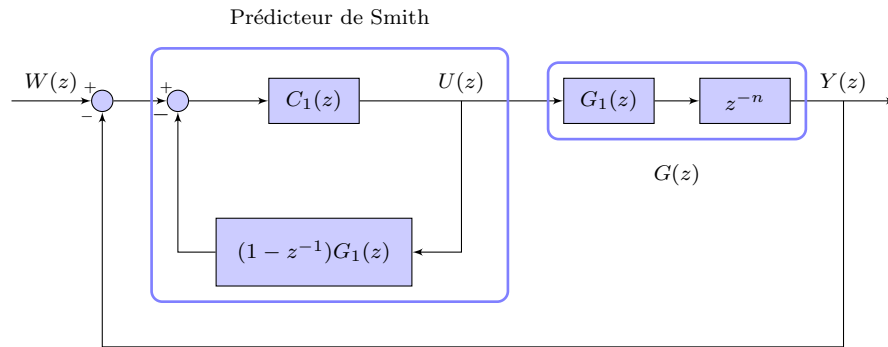 Prédicteur de Smith
W(z)
+
−
+
−
C₁(z)
U(z)
G₁(z)
z⁻ⁿ
Y(z)
G(z)
(1 − z⁻¹)G₁(z)